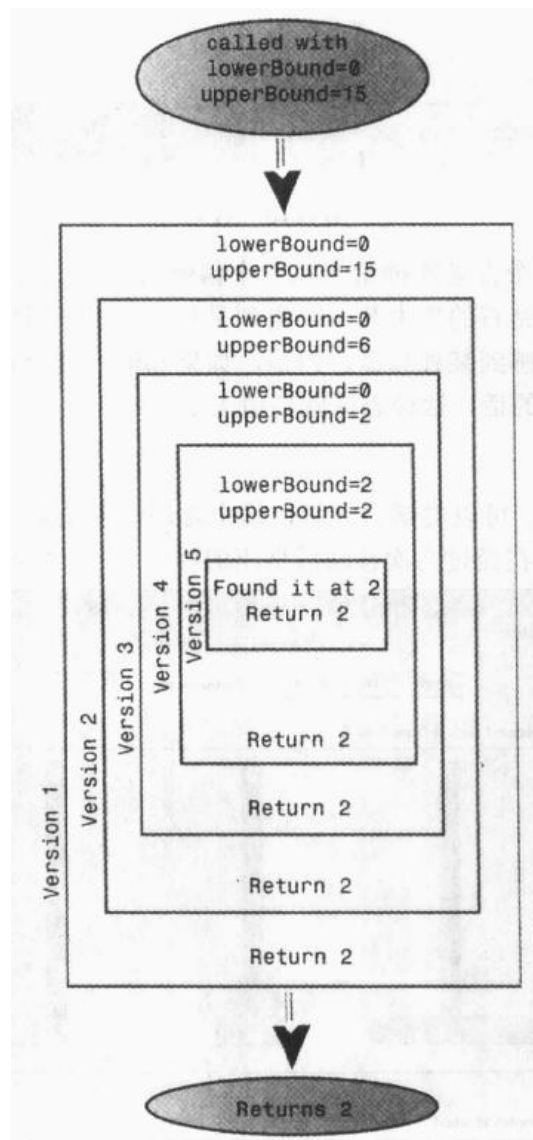 called with
lowerBound=0
upperBound=15
lowerBound=0
upperBound=15
lowerBound=0
upperBound=6
lowerBound=0
upperBound=2
lowerBound=2
upperBound=2
Found it at 2
Return 2
Version 5
Version 4
Version 3
Version 2
Version 1
Return 2
Return 2
Return 2
Return 2
Returns 2